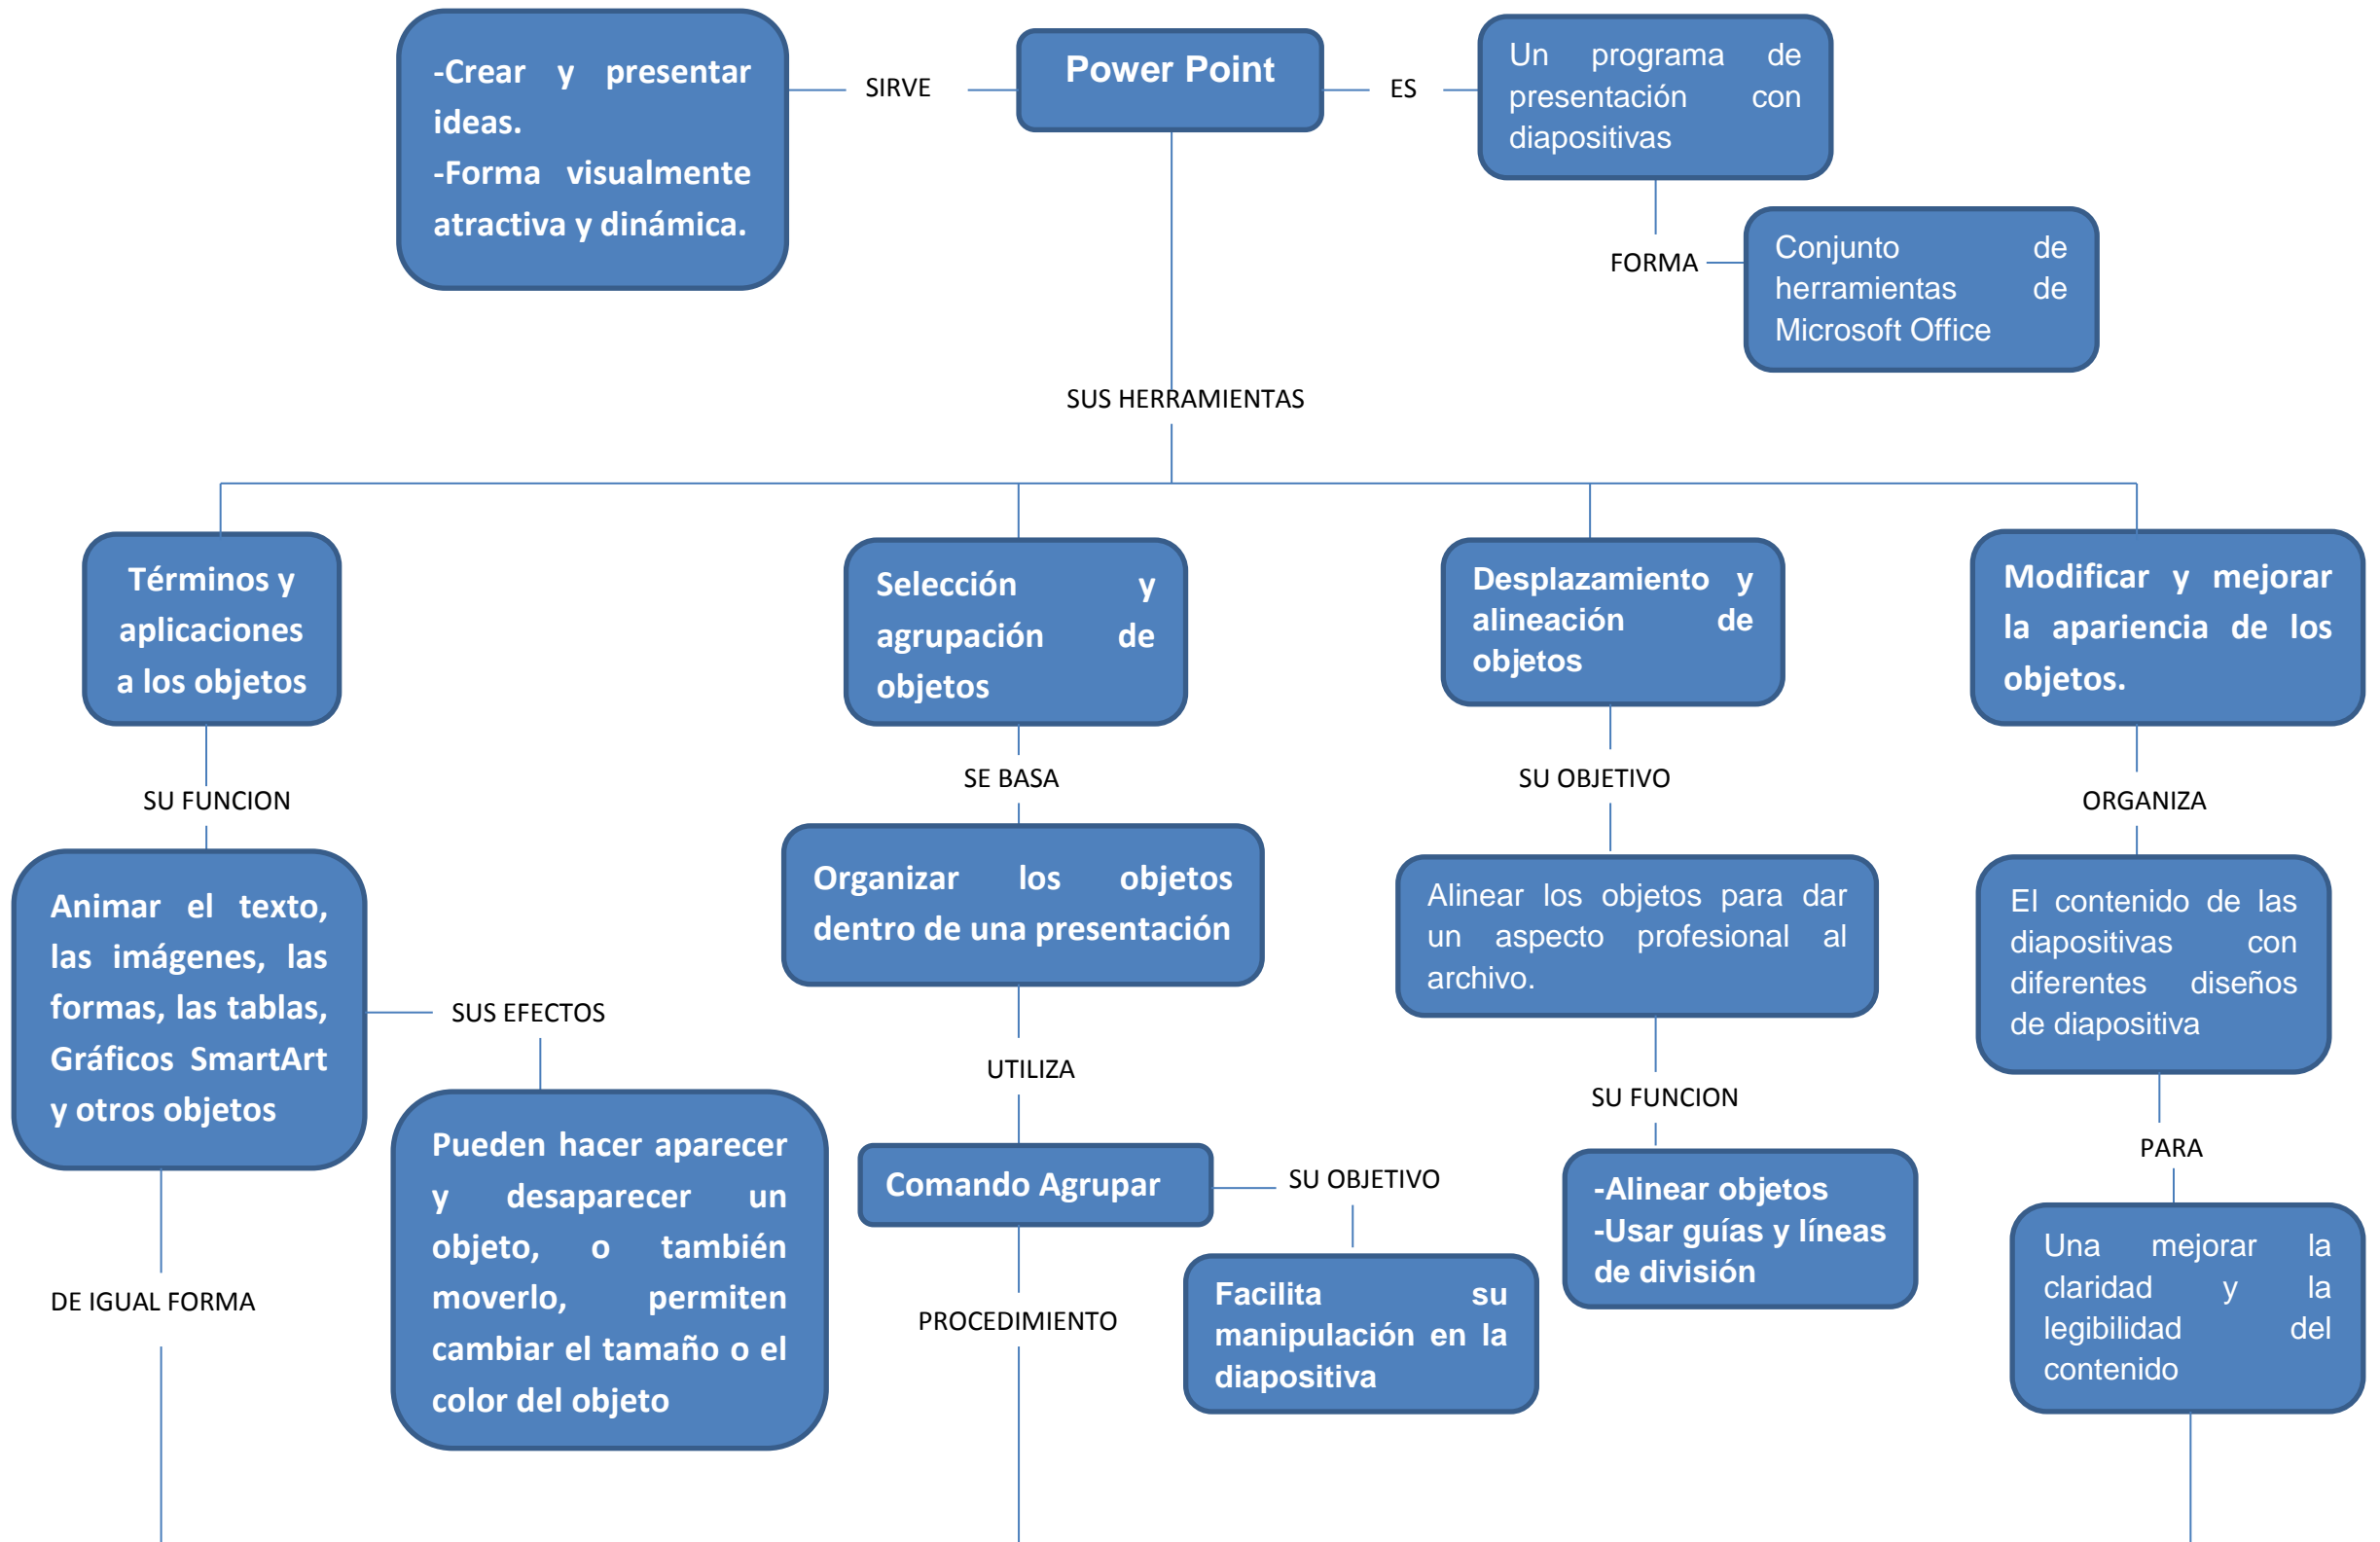 -Crear y presentar
ideas.
-Forma visualmente
atractiva y dinámica.
SIRVE
Power Point
ES
Un programa de
presentación con
diapositivas
FORMA
Conjunto de
herramientas de
Microsoft Office
SUS HERRAMIENTAS
Términos y
aplicaciones
a los objetos
SU FUNCION
Animar el texto,
las imágenes, las
formas, las tablas,
Gráficos SmartArt
y otros objetos
SUS EFECTOS
Pueden hacer aparecer
y desaparecer un
objeto, o también
moverlo, permiten
cambiar el tamaño o el
color del objeto
DE IGUAL FORMA
Selección y
agrupación de
objetos
SE BASA
Organizar los objetos
dentro de una presentación
UTILIZA
Comando Agrupar
SU OBJETIVO
Facilita su
manipulación en la
diapositiva
PROCEDIMIENTO
Desplazamiento y
alineación de
objetos
SU OBJETIVO
Alinear los objetos para dar
un aspecto profesional al
archivo.
SU FUNCION
-Alinear objetos
-Usar guías y líneas
de división
Modificar y mejorar
la apariencia de los
objetos.
ORGANIZA
El contenido de las
diapositivas con
diferentes diseños
de diapositiva
PARA
Una mejorar la
claridad y la
legibilidad del
contenido